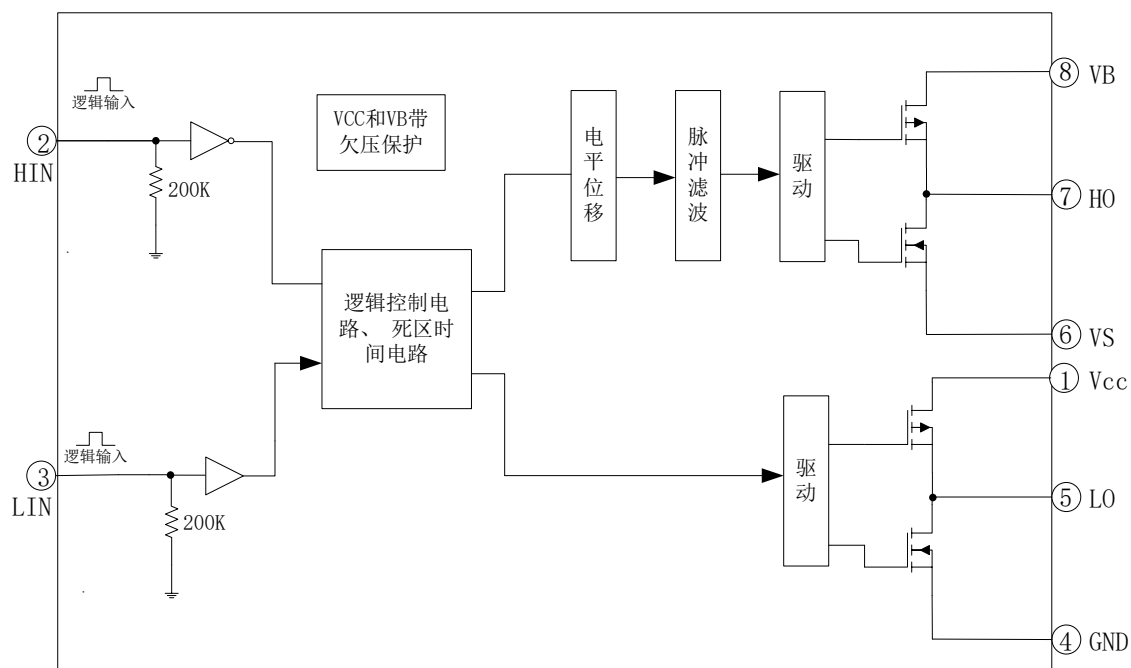 逻辑输入
②
HIN
200K
VCC和VB带
欠压保护
逻辑控制电
路、 死区时
间电路
电平位移
脉冲滤波
驱动
⑧ VB
⑦ HO
⑥ VS
① Vcc
逻辑输入
③
LIN
200K
驱动
⑤ LO
④ GND